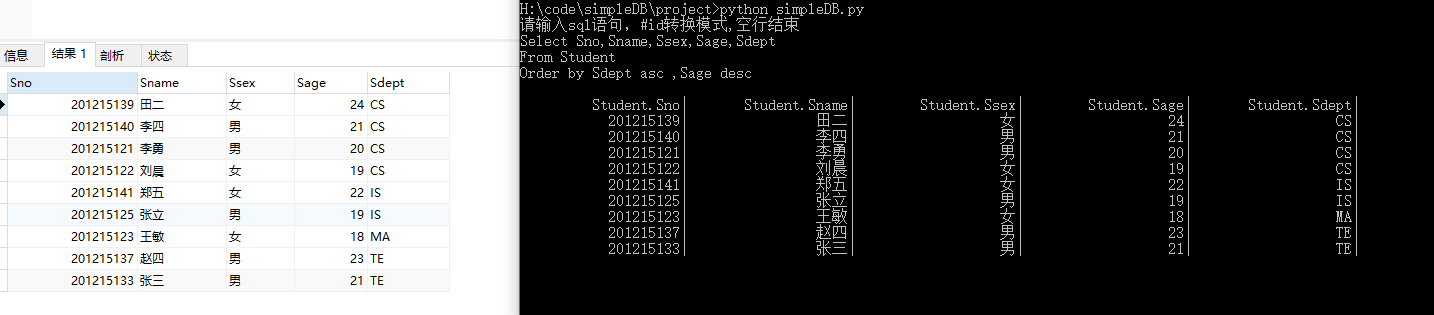 信息 结果 1 剖析 状态
Sno Sname Ssex Sage Sdept
201215139 田二 女 24 CS
201215140 李四 男 21 CS
201215121 李勇 男 20 CS
201215122 刘晨 女 19 CS
201215141 郑五 女 22 IS
201215125 张立 男 19 IS
201215123 王敏 女 18 MA
201215137 赵四 男 23 TE
201215133 张三 男 21 TE
H:\code\simpleDB\project>python simpleDB.py
请输入sql语句, #id转换模式,空行结束
Select Sno,Sname,Ssex,Sage,Sdept
From Student
Order by Sdept asc ,Sage desc
Student.Sno| Student.Sname| Student.Ssex| Student.Sage| Student.Sdept|
201215139| 田二| 女| 24| CS|
201215140| 李四| 男| 21| CS|
201215121| 李勇| 男| 20| CS|
201215122| 刘晨| 女| 19| CS|
201215141| 郑五| 女| 22| IS|
201215125| 张立| 男| 19| IS|
201215123| 王敏| 女| 18| MA|
201215137| 赵四| 男| 23| TE|
201215133| 张三| 男| 21| TE|